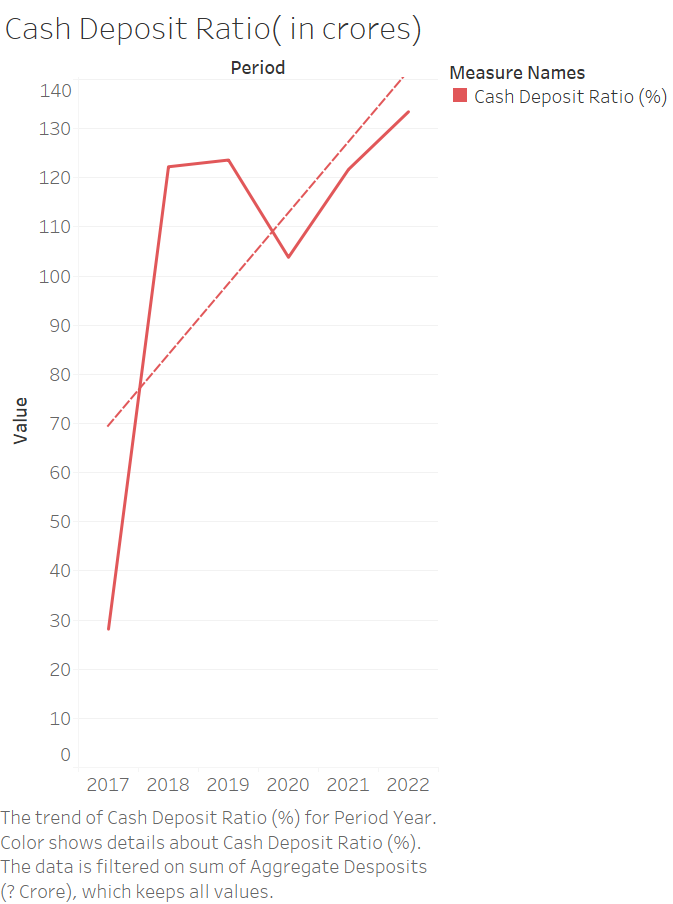 Cash Deposit Ratio( in crores)
Period
Measure Names
Cash Deposit Ratio (%)
140
130
120
110
100
90
80
70
60
50
40
30
20
10
0
Value
2017 2018 2019 2020 2021 2022
The trend of Cash Deposit Ratio (%) for Period Year.
Color shows details about Cash Deposit Ratio (%).
The data is filtered on sum of Aggregate Desposits
(? Crore), which keeps all values.